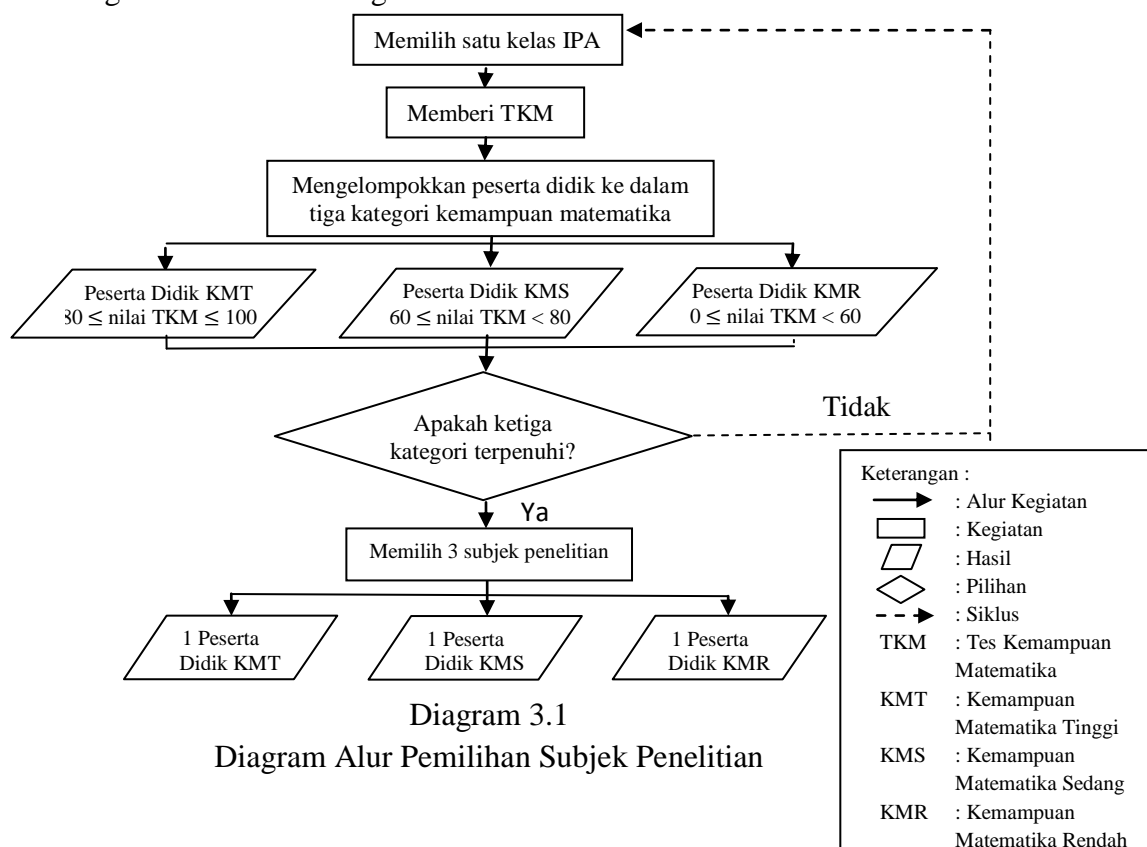 Memilih satu kelas IPA
Memberi TKM
Mengelompokkan peserta didik ke dalam
tiga kategori kemampuan matematika
Peserta Didik KMT
80 ≤ nilai TKM ≤ 100
Peserta Didik KMS
60 ≤ nilai TKM < 80
Peserta Didik KMR
0 ≤ nilai TKM < 60
Apakah ketiga
kategori terpenuhi?
Tidak
Ya
Memilih 3 subjek penelitian
1 Peserta
Didik KMT
1 Peserta
Didik KMS
1 Peserta
Didik KMR
Diagram 3.1
Diagram Alur Pemilihan Subjek Penelitian
Keterangan :
: Alur Kegiatan
: Kegiatan
: Hasil
: Pilihan
: Siklus
TKM : Tes Kemampuan
Matematika
KMT : Kemampuan
Matematika Tinggi
KMS : Kemampuan
Matematika Sedang
KMR : Kemampuan
Matematika Rendah